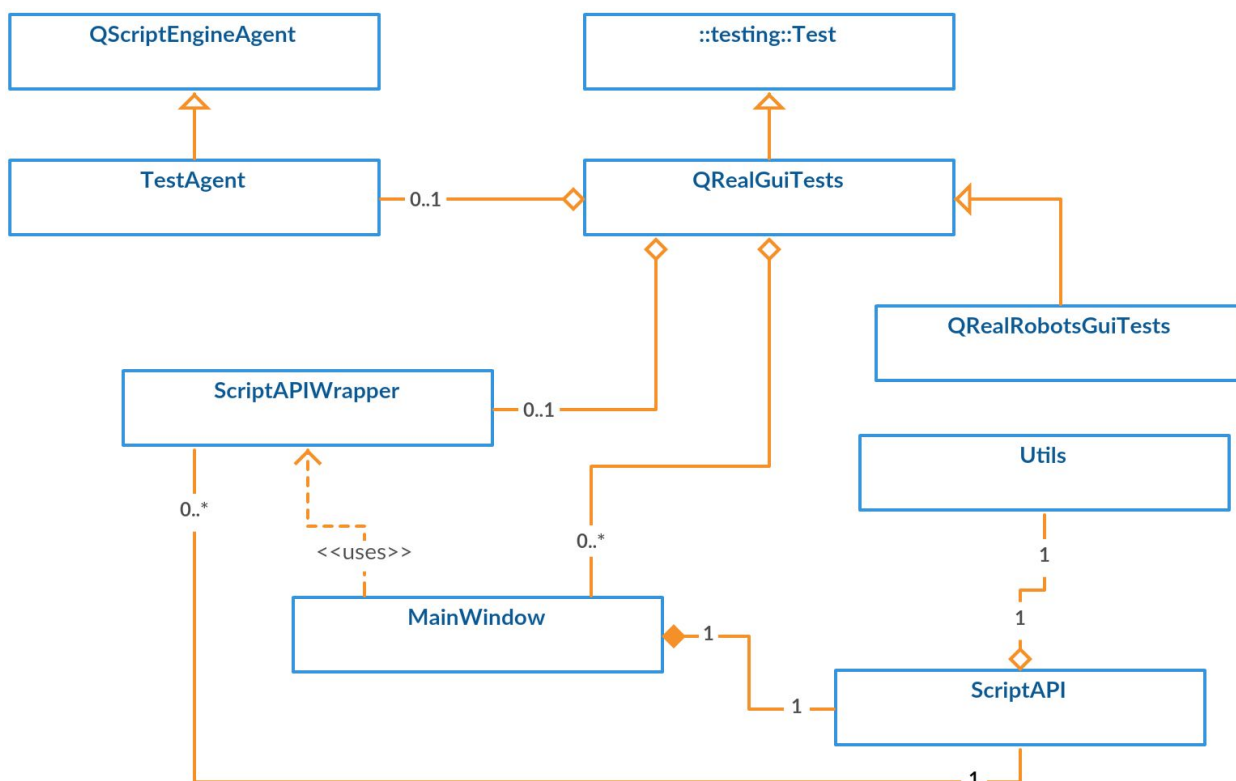 QScriptEngineAgent
::testing::Test
TestAgent
QRealGuiTests
0..1
QRealRobotsGuiTests
ScriptAPIWrapper
0..1
Utils
0..*
0..*
<<uses>>
1
MainWindow
1
1
1
ScriptAPI
1